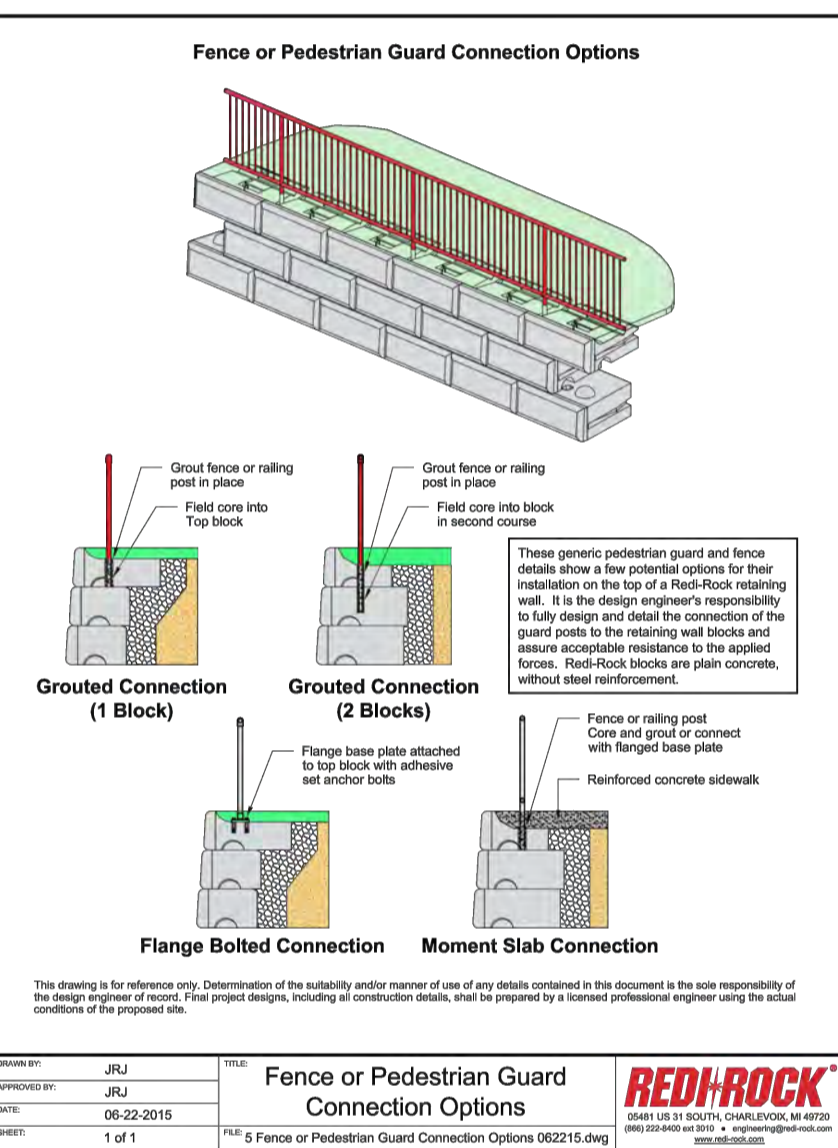 Fence or Pedestrian Guard Connection Options
Grout fence or railing
post in place
Field core into
Top block
Grouted Connection
(1 Block)
Grout fence or railing
post in place
Field core into block
in second course
Grouted Connection
(2 Blocks)
These generic pedestrian guard and fence
details show a few potential options for their
installation on the top of a Redi-Rock retaining
wall. It is the design engineer's responsibility
to fully design and detail the connection of the
guard posts to the retaining wall blocks and
assure acceptable resistance to the applied
forces. Redi-Rock blocks are plain concrete,
without steel reinforcement.
Flange base plate attached
to top block with adhesive
set anchor bolts
Flange Bolted Connection
Fence or railing post
Core and grout or connect
with flanged base plate
Reinforced concrete sidewalk
Moment Slab Connection
This drawing is for reference only. Determination of the suitability and/or manner of use of any details contained in this document is the sole responsibility of
the design engineer of record. Final project designs, including all construction details, shall be prepared by a licensed professional engineer using the actual
conditions of the proposed site.
DRAWN BY: JRJ
APPROVED BY: JRJ
DATE: 06-22-2015
SHEET: 1 of 1
TITLE: Fence or Pedestrian Guard
Connection Options
FILE: 5 Fence or Pedestrian Guard Connection Options 062215.dwg
REDI ROCK®
05481 US 31 SOUTH, CHARLEVOIX, MI 49720
(866) 222-8400 ext 3010 • engineering@redi-rock.com
www.redi-rock.com